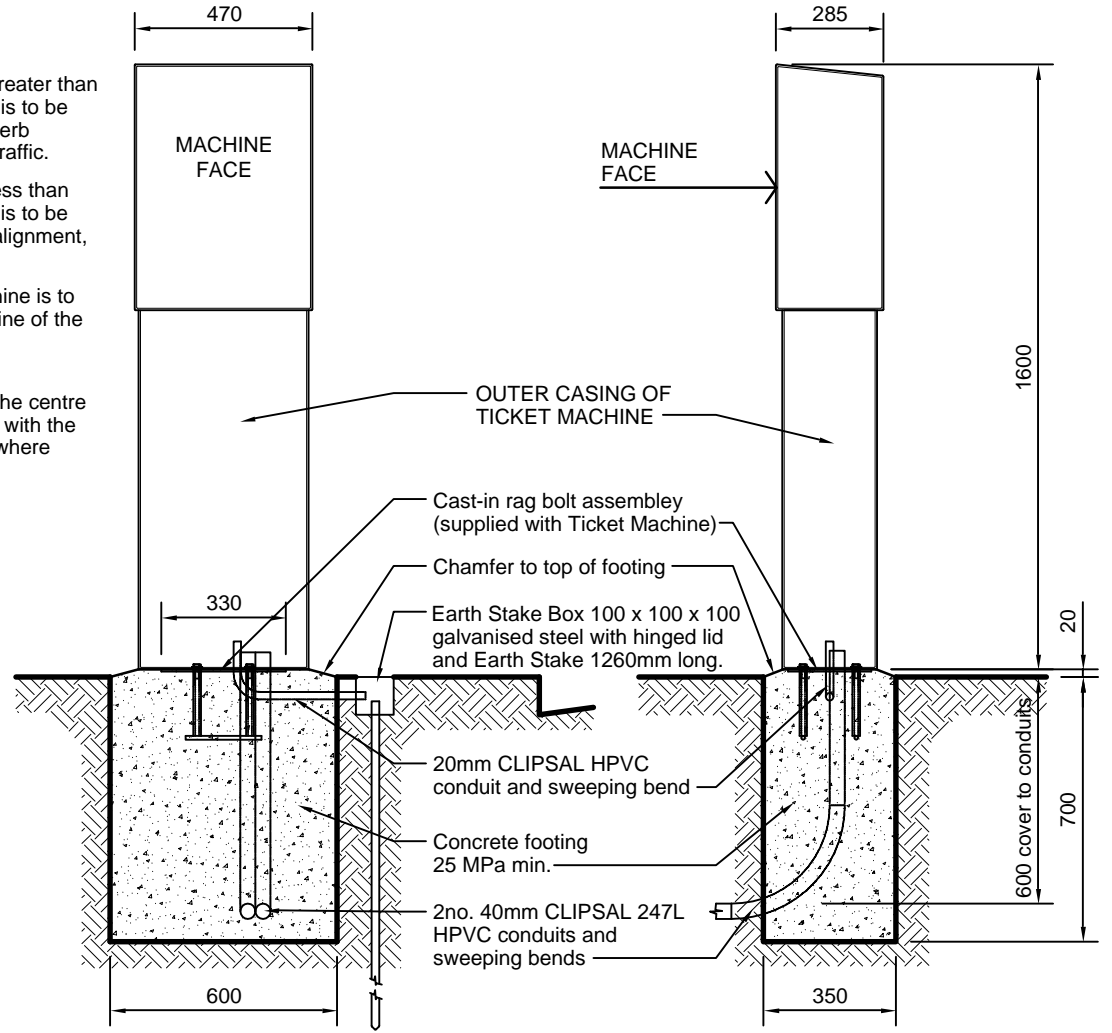 470
285
reater than
is to be
erb
raffic.
ess than
is to be
alignment,
nine is to
ine of the
he centre
with the
where
MACHINE
FACE
MACHINE
FACE
1600
OUTER CASING OF
TICKET MACHINE
Cast-in rag bolt assembley
(supplied with Ticket Machine)
Chamfer to top of footing
330
Earth Stake Box 100 x 100 x 100
galvanised steel with hinged lid
and Earth Stake 1260mm long.
20
20mm CLIPSAL HPVC
conduit and sweeping bend
Concrete footing
25 MPa min.
600 cover to conduits
700
2no. 40mm CLIPSAL 247L
HPVC conduits and
sweeping bends
600
350